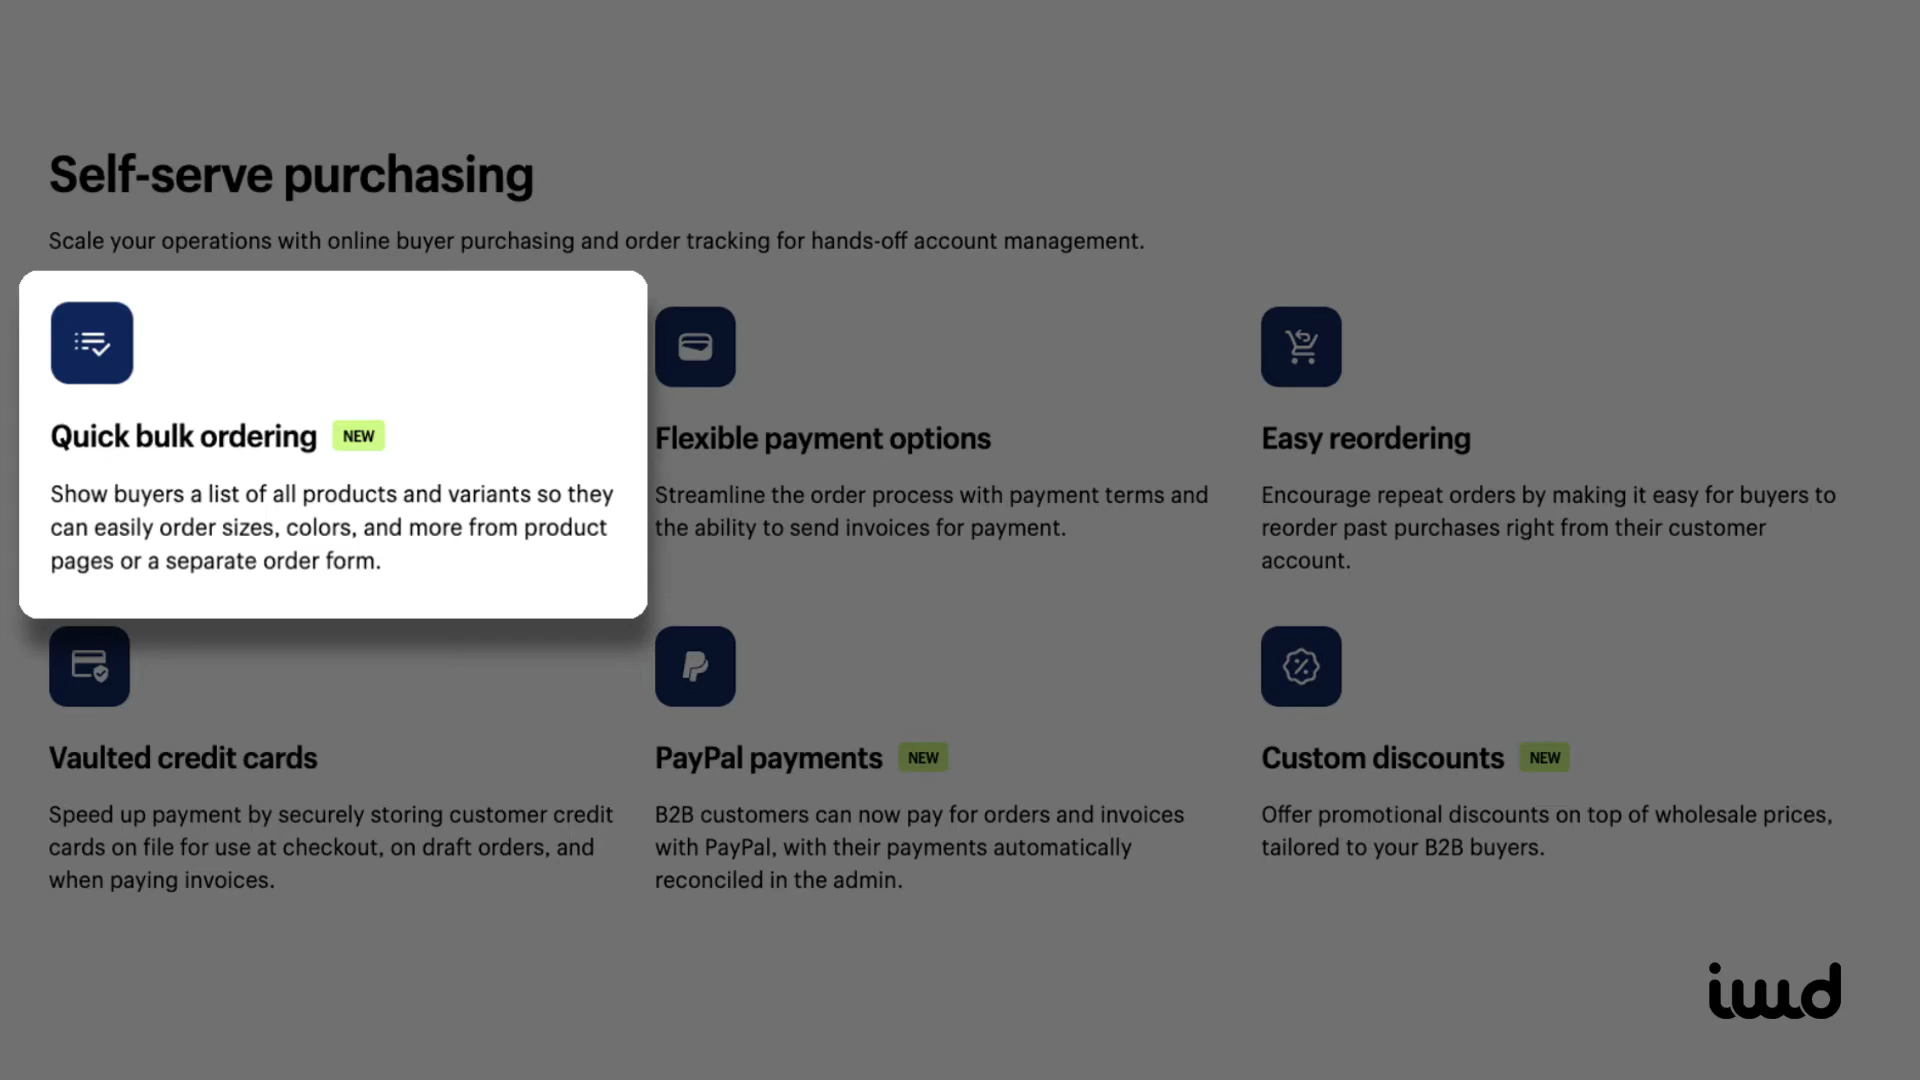 Self-serve purchasing
Scale your operations with online buyer purchasing and order tracking for hands-off account management.
Quick bulk ordering NEW
Show buyers a list of all products and variants so they
can easily order sizes, colors, and more from product
pages or a separate order form.
Flexible payment options
Streamline the order process with payment terms and
the ability to send invoices for payment.
Easy reordering
Encourage repeat orders by making it easy for buyers to
reorder past purchases right from their customer
account.
Vaulted credit cards
Speed up payment by securely storing customer credit
cards on file for use at checkout, on draft orders, and
when paying invoices.
PayPal payments NEW
B2B customers can now pay for orders and invoices
with PayPal, with their payments automatically
reconciled in the admin.
Custom discounts NEW
Offer promotional discounts on top of wholesale prices,
tailored to your B2B buyers.
iwd